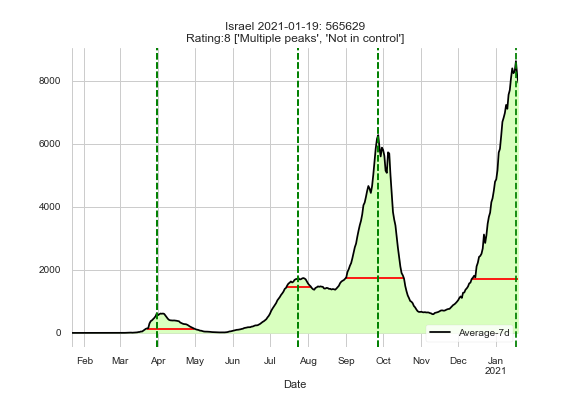 Israel 2021-01-19: 565629
Rating:8 ['Multiple peaks', 'Not in control']
8000
6000
4000
2000
0
Average-7d
Feb Mar Apr May Jun Jul Aug Sep Oct Nov Dec Jan
2021
Date